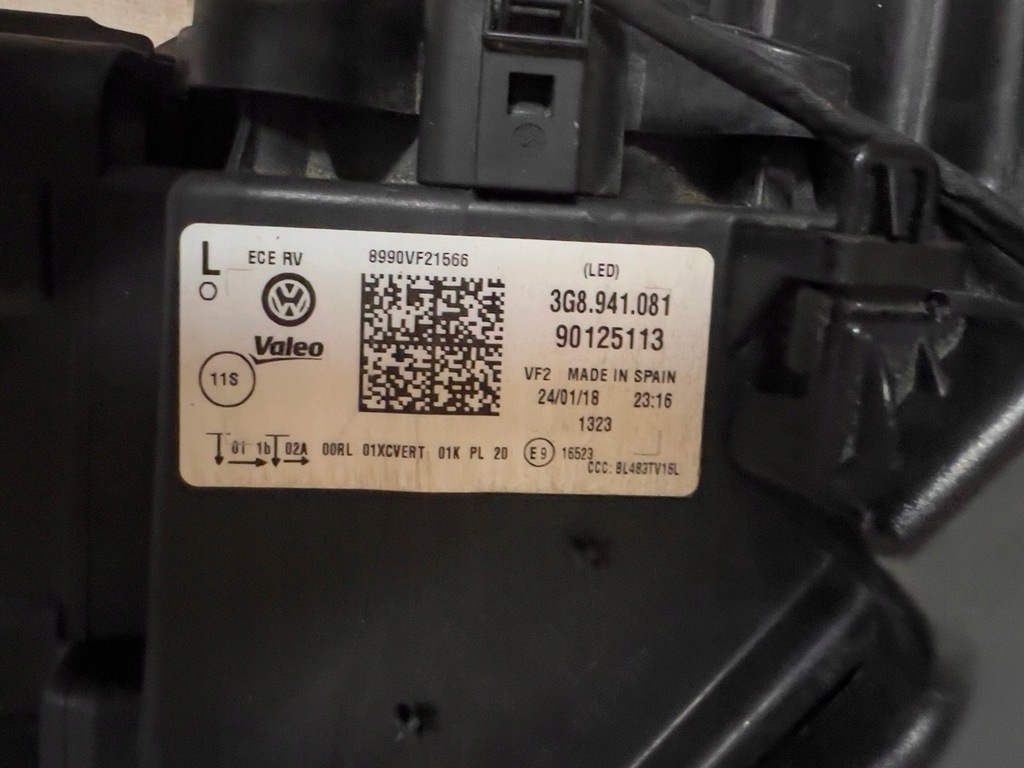 L ECE RV 8990VF21566 (LED)
3G8.941.081
90125113
Valeo
11S
VF2 MADE IN SPAIN
24/01/18 23:16
1323
01 1b 02A 00RL 01XCVERT 01K PL 20 E9 16523
CCC: BL483TV15L